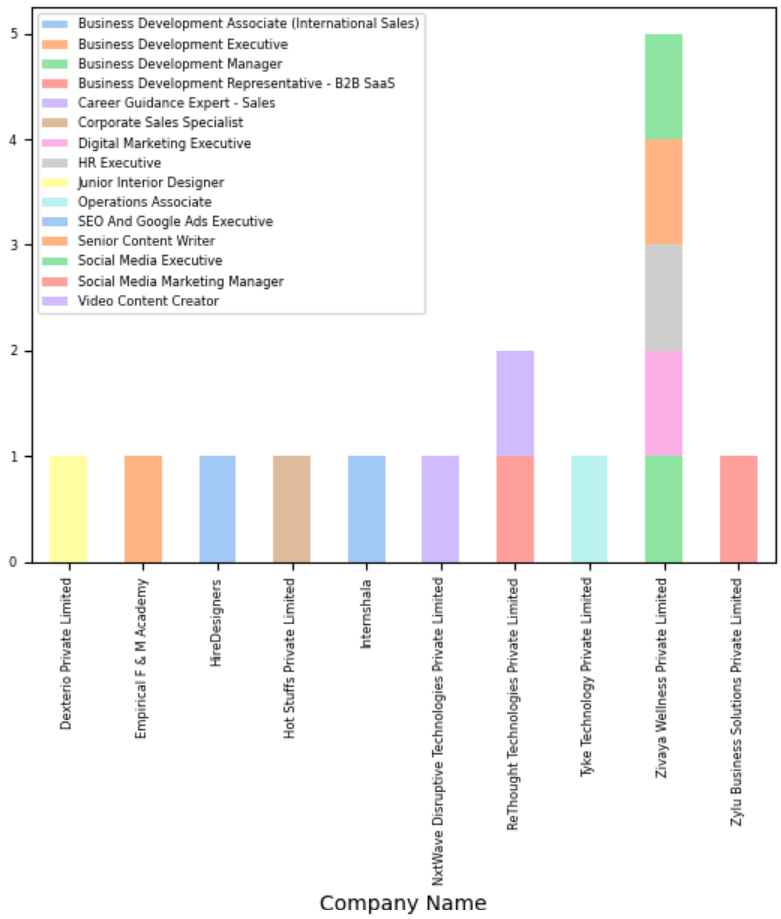 Business Development Associate (International Sales)
Business Development Executive
Business Development Manager
Business Development Representative - B2B SaaS
Career Guidance Expert - Sales
Corporate Sales Specialist
Digital Marketing Executive
HR Executive
Junior Interior Designer
Operations Associate
SEO And Google Ads Executive
Senior Content Writer
Social Media Executive
Social Media Marketing Manager
Video Content Creator
5
4
3
2
1
0
Dexterio Private Limited
Empirical F & M Academy
HireDesigners
Hot Stuffs Private Limited
Internshala
NxtWave Disruptive Technologies Private Limited
ReThought Technologies Private Limited
Tyke Technology Private Limited
Zivaya Wellness Private Limited
Zylu Business Solutions Private Limited
Company Name